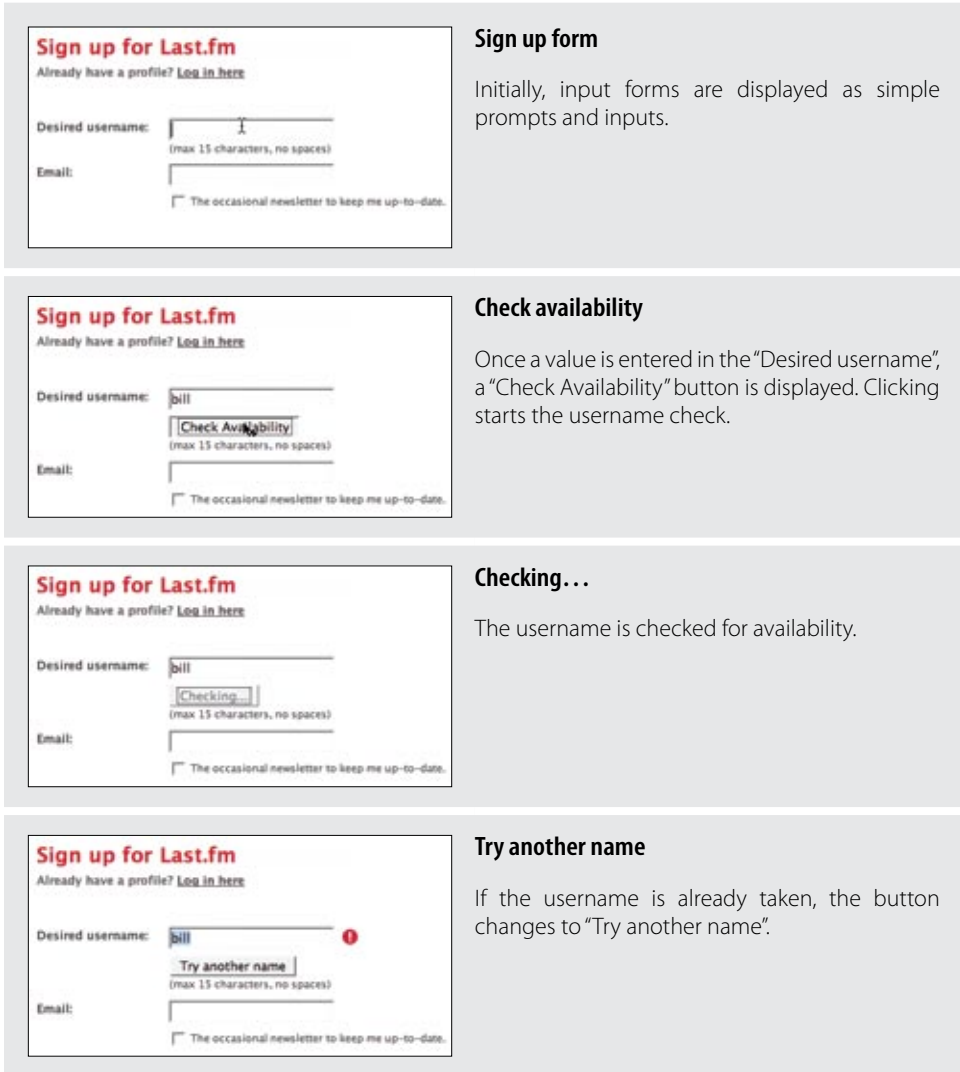 Sign up for Last.fm
Already have a profile? Log in here
Desired username:
(max 15 characters, no spaces)
Email:
The occasional newsletter to keep me up-to-date.
Sign up form
Initially, input forms are displayed as simple
prompts and inputs.
Sign up for Last.fm
Already have a profile? Log in here
Desired username: bill
Check Availability
(max 15 characters, no spaces)
Email:
The occasional newsletter to keep me up-to-date.
Check availability
Once a value is entered in the “Desired username”,
a “Check Availability” button is displayed. Clicking
starts the username check.
Sign up for Last.fm
Already have a profile? Log in here
Desired username: bill
Checking...
(max 15 characters, no spaces)
Email:
The occasional newsletter to keep me up-to-date.
Checking…
The username is checked for availability.
Sign up for Last.fm
Already have a profile? Log in here
Desired username: bill
Try another name
(max 15 characters, no spaces)
Email:
The occasional newsletter to keep me up-to-date.
Try another name
If the username is already taken, the button
changes to “Try another name”.